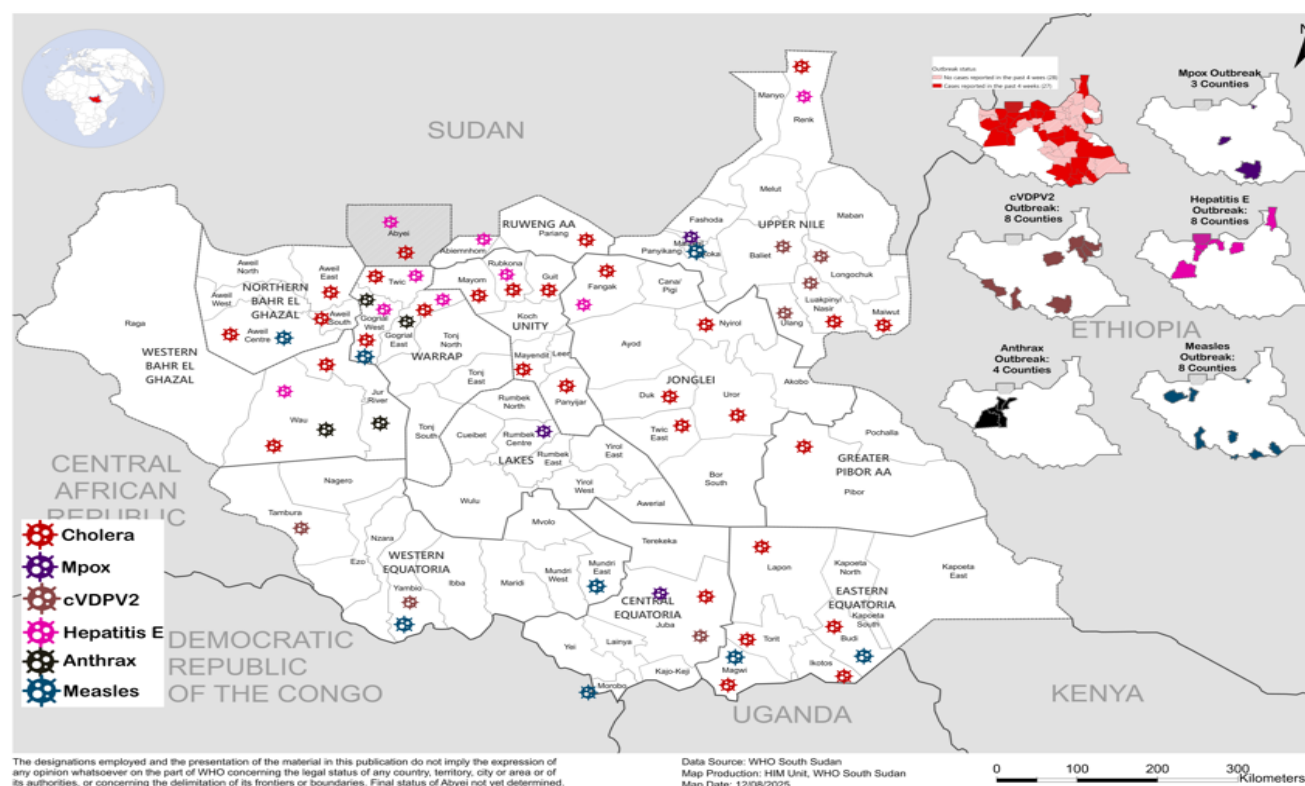 N
SUDAN
Outbreak status
No cases reported in the past 4 wees (28)
Cases reported in the past 4 weeks (27)
Mpox Outbreak
3 Counties
cVDPV2
Outbreak:
8 Counties
Hepatitis E
Outbreak:
8 Counties
ETHIOPIA
Anthrax
Outbreak:
4 Counties
Measles
Outbreak:
8 Counties
Manyo
Renk
Melut
Maban
Fashoda
UPPER NILE
Panyikang
Baliet
Longochuk
Luakpiny/
Nasir
Maiwut
Ulang
Abyei
RUWENG AA
Pariang
Abiemnhom
Rubkona
Guit
Mayom
Fangak
Cana/
Pigi
Koch
UNITY
Mayendit
Leer
Panyijar
Aweil
North
Aweil
East
NORTHERN
BAHR EL
GHAZAL
Aweil
West
Aweil
South
Aweil
Centre
Twic
Gognal
West
Gognal
East
Tonj
North
WARRAP
Tonj
East
Tonj
South
Raga
WESTERN
BAHR EL
GHAZAL
Jur
River
Wau
Nyirol
Ayod
JONGLEI
Akobo
Duk
Uror
Twic
East
Bor
South
Pochalla
GREATER
PIBOR AA
Pibor
Rumbek
North
Cueibet
Rumbek
Centre
LAKES
Rumbek
East
Yirol
East
Yirol
West
Wulu
Awerial
CENTRAL
AFRICAN
REPUBLIC
Nagero
Tambura
Nzara
Ezo
WESTERN
EQUATORIA
Yambio
Ibba
Maridi
Mvolo
Mundri
West
Mundri
East
Terekeka
CENTRAL
EQUATORIA
Juba
Yei
Lainya
Kajo-Keji
Morobo
Lapon
Kapoeta
North
Kapoeta
East
EASTERN
EQUATORIA
Kapoeta
South
Budi
Torit
Ikotos
Magwi
Cholera
Mpox
cVDPV2
Hepatitis E
Anthrax
Measles
DEMOCRATIC
REPUBLIC
OF THE CONGO
UGANDA
KENYA
The designations employed and the presentation of the material in this publication do not imply the expression of
any opinion whatsoever on the part of WHO concerning the legal status of any country, territory, city or area or of
its authorities, or concerning the delimitation of its frontiers or boundaries. Final status of Abyei not yet determined.
Data Source: WHO South Sudan
Map Production: HIM Unit, WHO South Sudan
Map Date: 12/08/2025
0 50 100 200 300
Kilometers